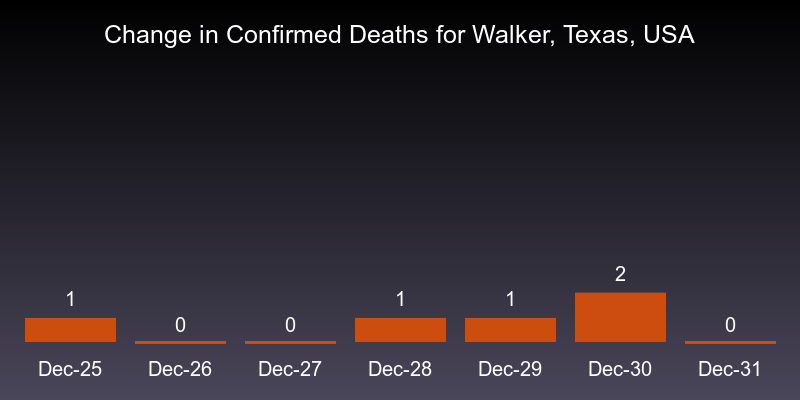 Change in Confirmed Deaths for Walker, Texas, USA
2
1 1 1
0 0 0
Dec-25 Dec-26 Dec-27 Dec-28 Dec-29 Dec-30 Dec-31